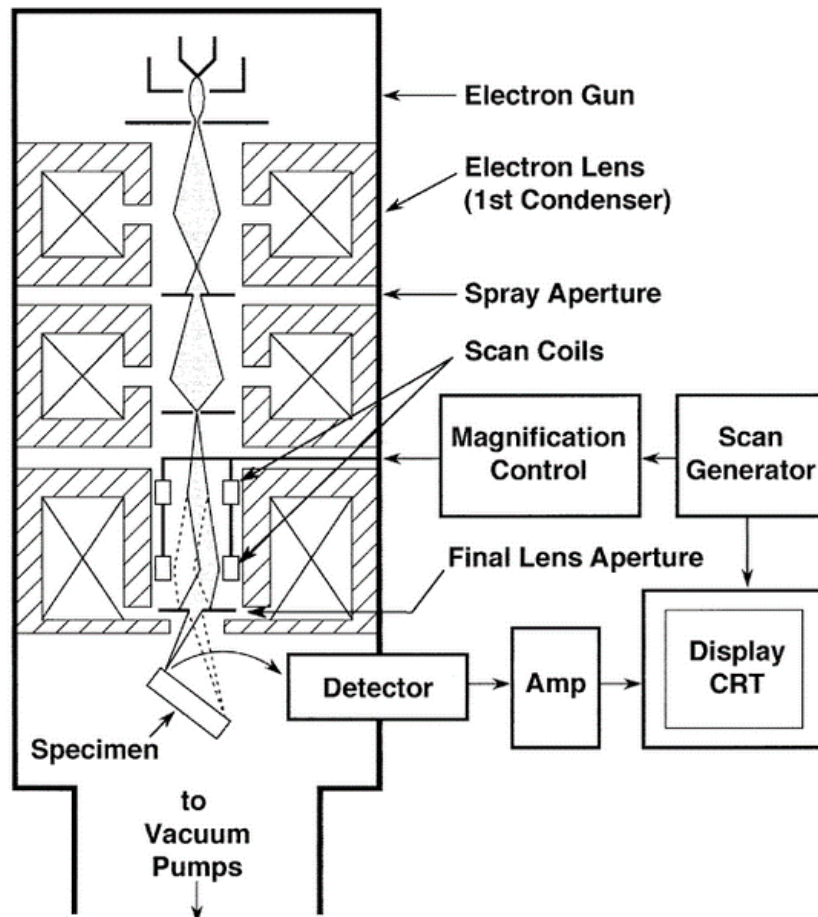 Electron Gun
Electron Lens
(1st Condenser)
Spray Aperture
Scan Coils
Magnification
Control
Scan
Generator
Final Lens Aperture
Display
CRT
Amp
Detector
Specimen
to
Vacuum
Pumps